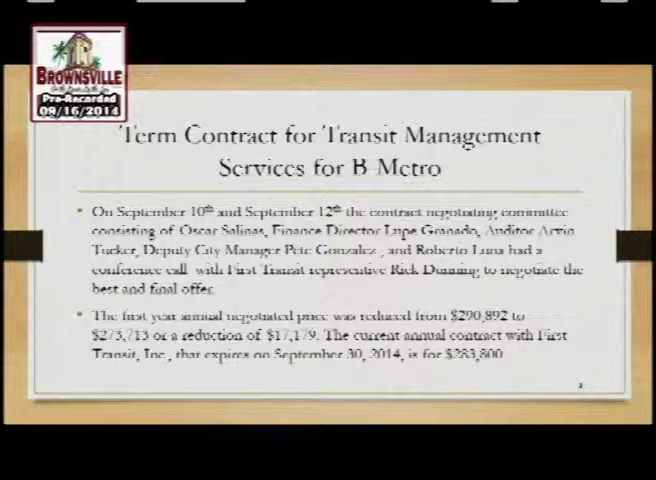 BROWNSVILLE
Pre-Recorded
09/16/2014
Term Contract for Transit Management
Services for B Metro
• On September 10th and September 12th the contract negotiating committee
consisting of Oscar Salinas, Finance Director Lupe Granado, Auditor Arvin
Tucker, Deputy City Manager Pete Gonzalez , and Roberto Luna had a
conference call with First Transit representive Rick Dunning to negotiate the
best and final offer.
• The first year annual negotiated price was reduced from $290,892 to
$273,713 or a reduction of $17,179. The current annual contract with First
Transit, Inc., that expires on September 30, 2014, is for $283,800